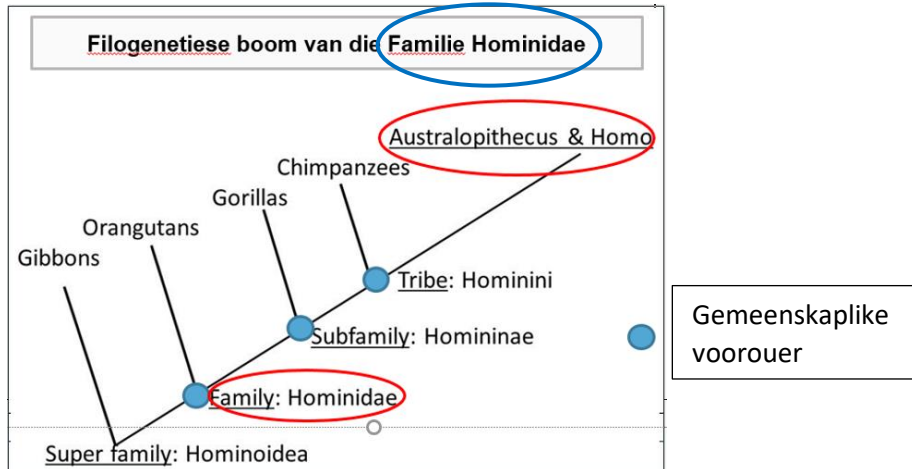 Filogenetiese boom van die Familie Hominidae
Australopithecus & Homo
Chimpanzees
Gorillas
Orangutans
Gibbons
Tribe: Hominini
Subfamily: Homininae
Family: Hominidae
Super family: Hominoidea
Gemeenskaplike
voorouer